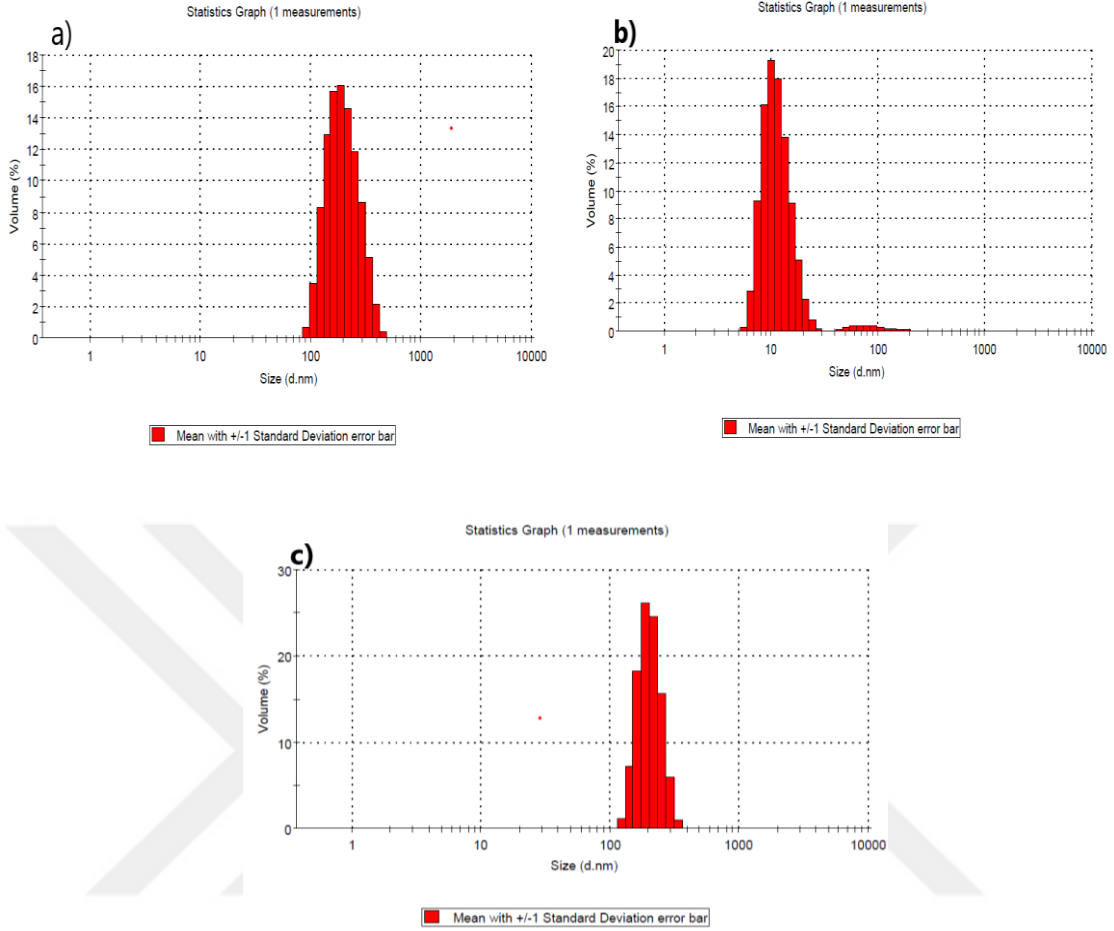 Statistics Graph (1 measurements)
a)
18
16
14
12
10
8
6
4
2
0
Volume (%)
1 10 100 1000 10000
Size (d.nm)
Mean with +/-1 Standard Deviation error bar
Statistics Graph (1 measurements)
b)
20
18
16
14
12
10
8
6
4
2
0
Volume (%)
1 10 100 1000 10000
Size (d.nm)
Mean with +/-1 Standard Deviation error bar
Statistics Graph (1 measurements)
c)
30
20
10
0
Volume (%)
1 10 100 1000 10000
Size (d.nm)
Mean with +/-1 Standard Deviation error bar